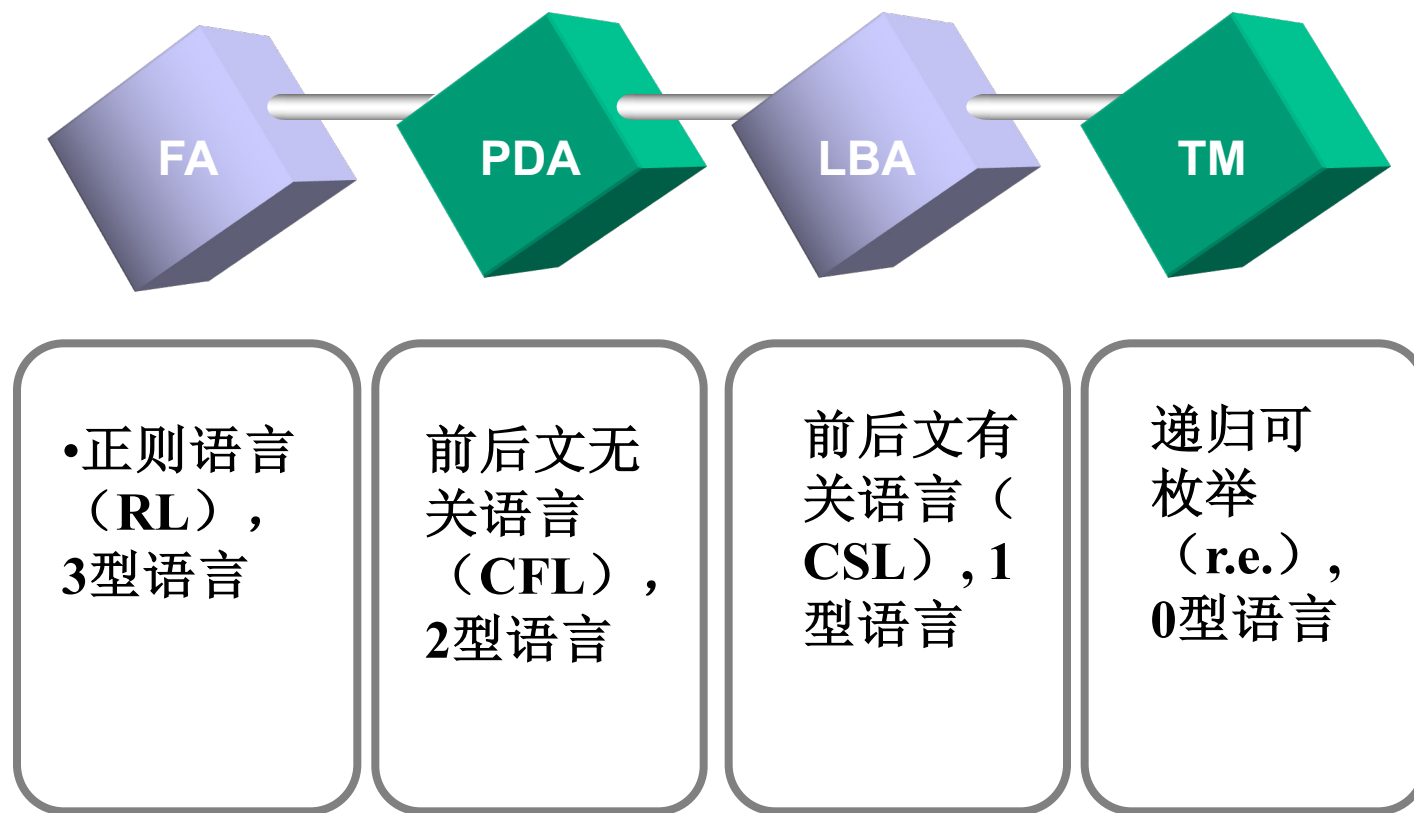 FA
PDA
LBA
TM
•正则语言
（RL），
3型语言
前后文无
关语言
（CFL），
2型语言
前后文有
关语言（
CSL）, 1
型语言
递归可
枚举
（r.e.）,
0型语言